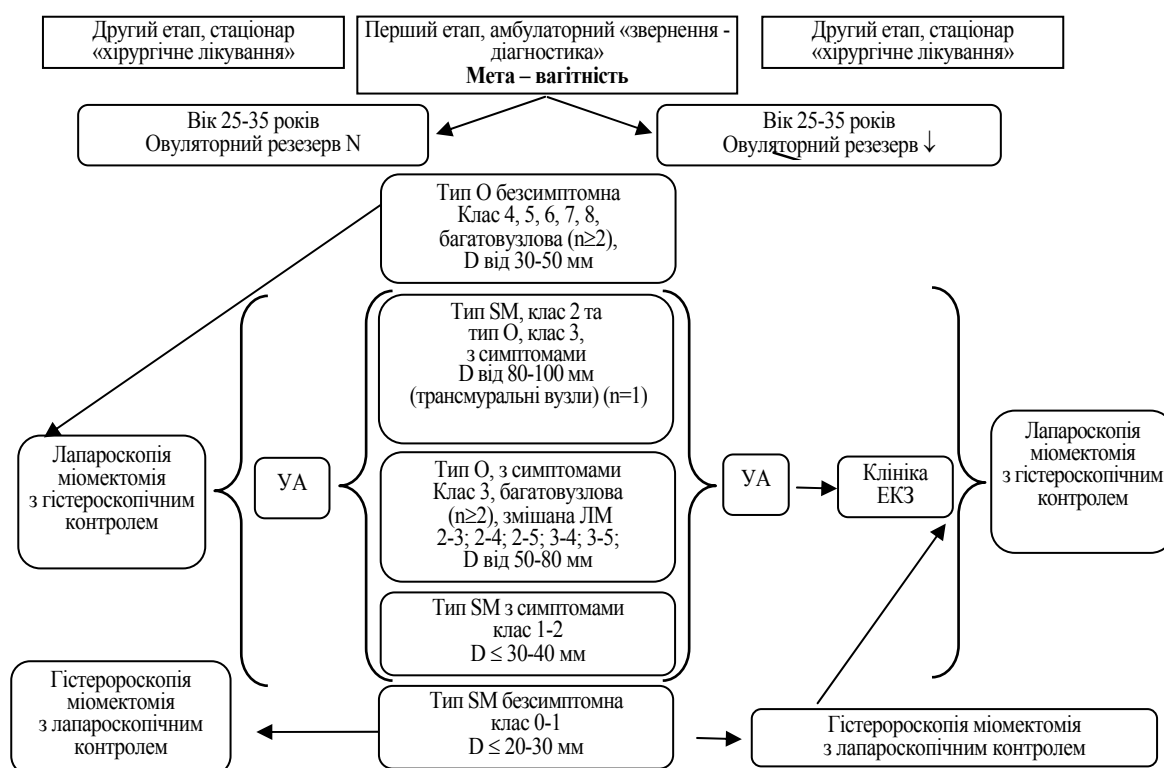 Другий етап, стаціонар
«хірургічне лікування»
Перший етап, амбулаторний «звернення -
діагностика»
Мета – вагітність
Другий етап, стаціонар
«хірургічне лікування»
Вік 25-35 років
Овуляторний резезерв N
Вік 25-35 років
Овуляторний резезерв ↓
Тип О безсимптомна
Клас 4, 5, 6, 7, 8,
багатовузлова (n≥2),
D від 30-50 мм
Тип SM, клас 2 та
тип О, клас 3,
з симптомами
D від 80-100 мм
(трансмуральні вузли) (n=1)
Лапароскопія
міомектомія
з гістероскопічним
контролем
УА
Тип О, з симптомами
Клас 3, багатовузлова
(n≥2), змішана ЛМ
2-3; 2-4; 2-5; 3-4; 3-5;
D від 50-80 мм
УА
Клініка
ЕКЗ
Лапароскопія
міомектомія
з гістероскопічним
контролем
Тип SM з симптомами
клас 1-2
D ≤ 30-40 мм
Гістеророскопія
міомектомія
з лапароскопічним
контролем
Тип SM безсимптомна
клас 0-1
D ≤ 20-30 мм
Гістеророскопія міомектомія
з лапароскопічним контролем